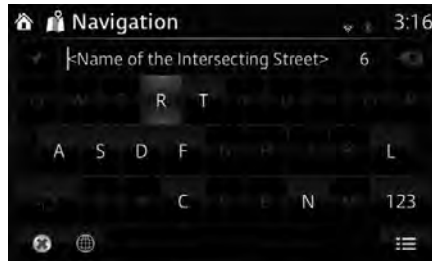 Navigation 3:16
<Name of the Intersecting Street> 6
R T
A S D F L
C N 123